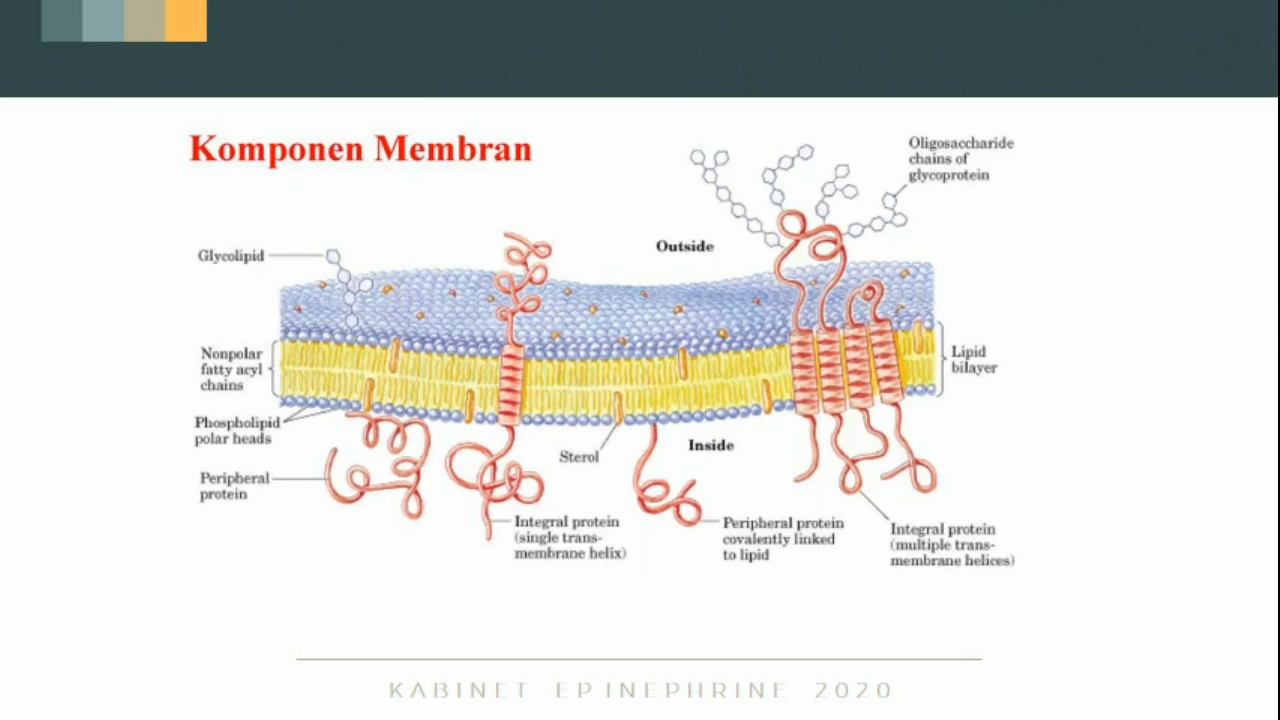 Komponen Membran
Oligosaccharide
chains of
glycoprotein
Outside
Glycolipid
Nonpolar
fatty acyl
chains
Lipid
bilayer
Phospholipid
polar heads
Sterol
Inside
Peripheral
protein
Integral protein
(single trans-
membrane helix)
Peripheral protein
covalently linked
to lipid
Integral protein
(multiple trans-
membrane helices)
KABINET EPINEPHRINE 2020